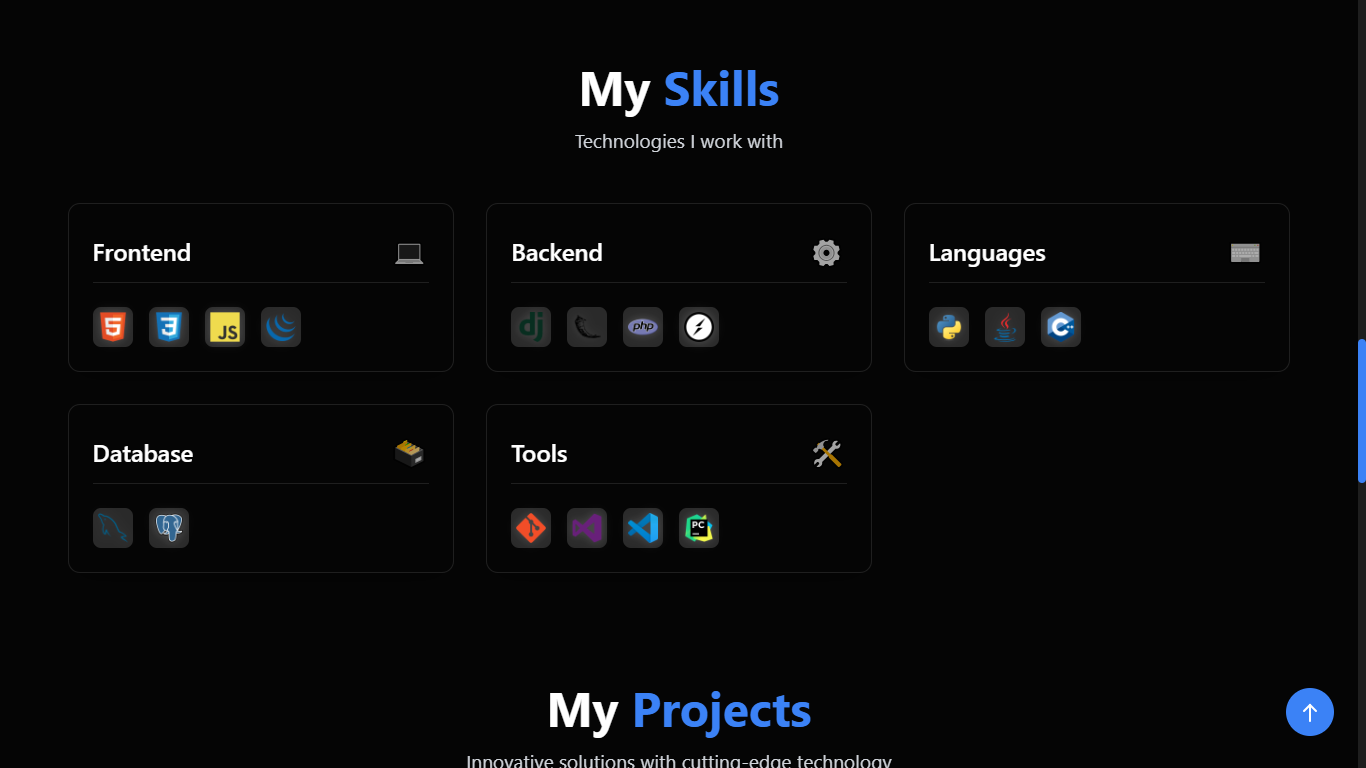 My Skills
Technologies I work with
Frontend
Backend
Languages
5
3
JS
dj
php
C++
Database
Tools
PC
My Projects
Innovative solutions with cutting-edge technology